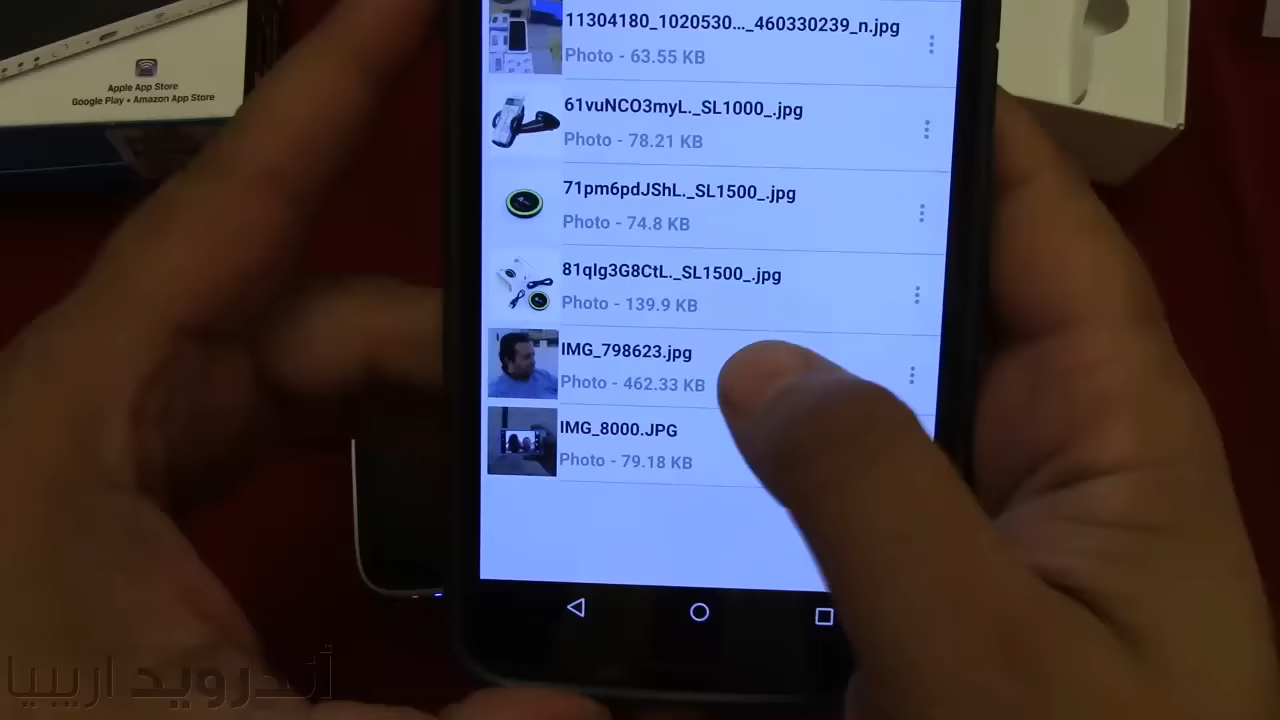 Apple App Store
Google Play • Amazon App Store
11304180_1020530..._460330239_n.jpg
Photo - 63.55 KB
61vuNCO3myL._SL1000_.jpg
Photo - 78.21 KB
71pm6pdJShL._SL1500_.jpg
Photo - 74.8 KB
81qIg3G8CtL._SL1500_.jpg
Photo - 139.9 KB
IMG_798623.jpg
Photo - 462.33 KB
IMG_8000.JPG
Photo - 79.18 KB
أندرويد اريبيا